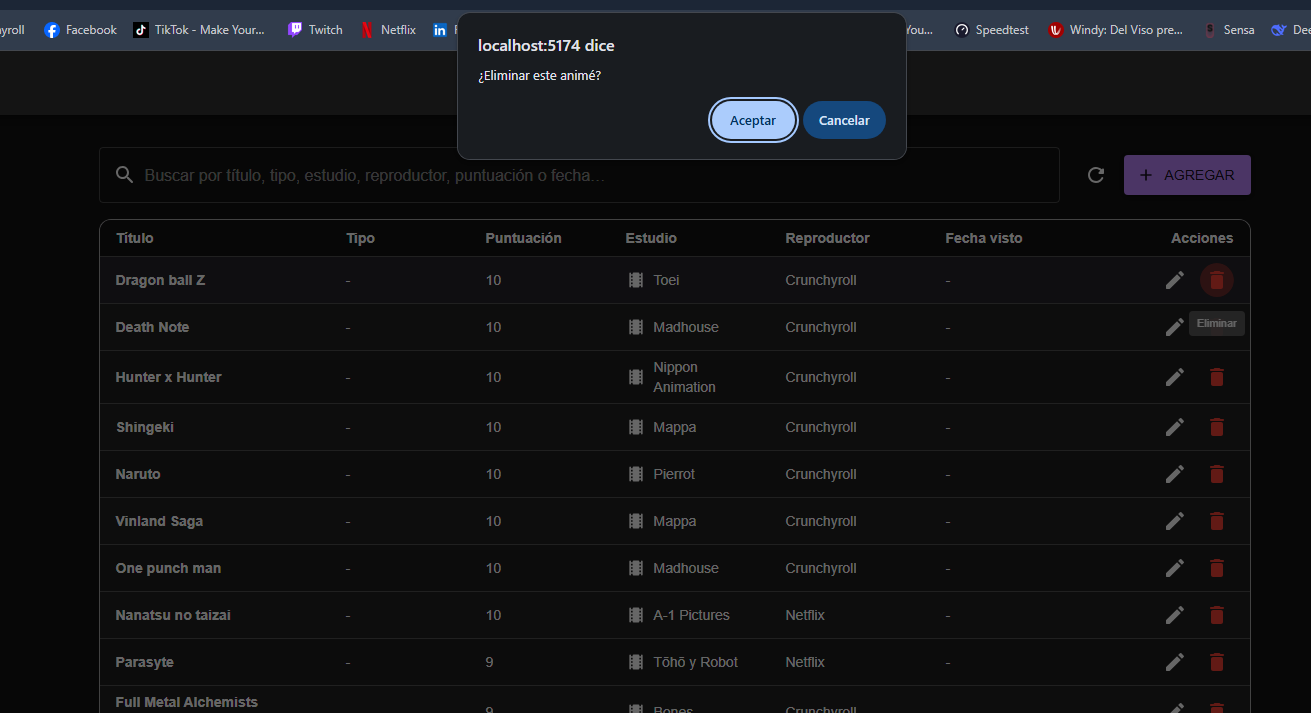 yroll Facebook TikTok - Make Your... Twitch Netflix You... Speedtest Windy: Del Viso pre... Sensa Dee
localhost:5174 dice
¿Eliminar este animé?
Aceptar Cancelar
Buscar por título, tipo, estudio, reproductor, puntuación o fecha...
+ AGREGAR
Título Tipo Puntuación Estudio Reproductor Fecha visto Acciones
Dragon ball Z - 10 Toei Crunchyroll -
Death Note - 10 Madhouse Crunchyroll - Eliminar
Hunter x Hunter - 10 Nippon Animation Crunchyroll -
Shingeki - 10 Mappa Crunchyroll -
Naruto - 10 Pierrot Crunchyroll -
Vinland Saga - 10 Mappa Crunchyroll -
One punch man - 10 Madhouse Crunchyroll -
Nanatsu no taizai - 10 A-1 Pictures Netflix -
Parasyte - 9 Tōhō y Robot Netflix -
Full Metal Alchemists 9 Bones Crunchyroll